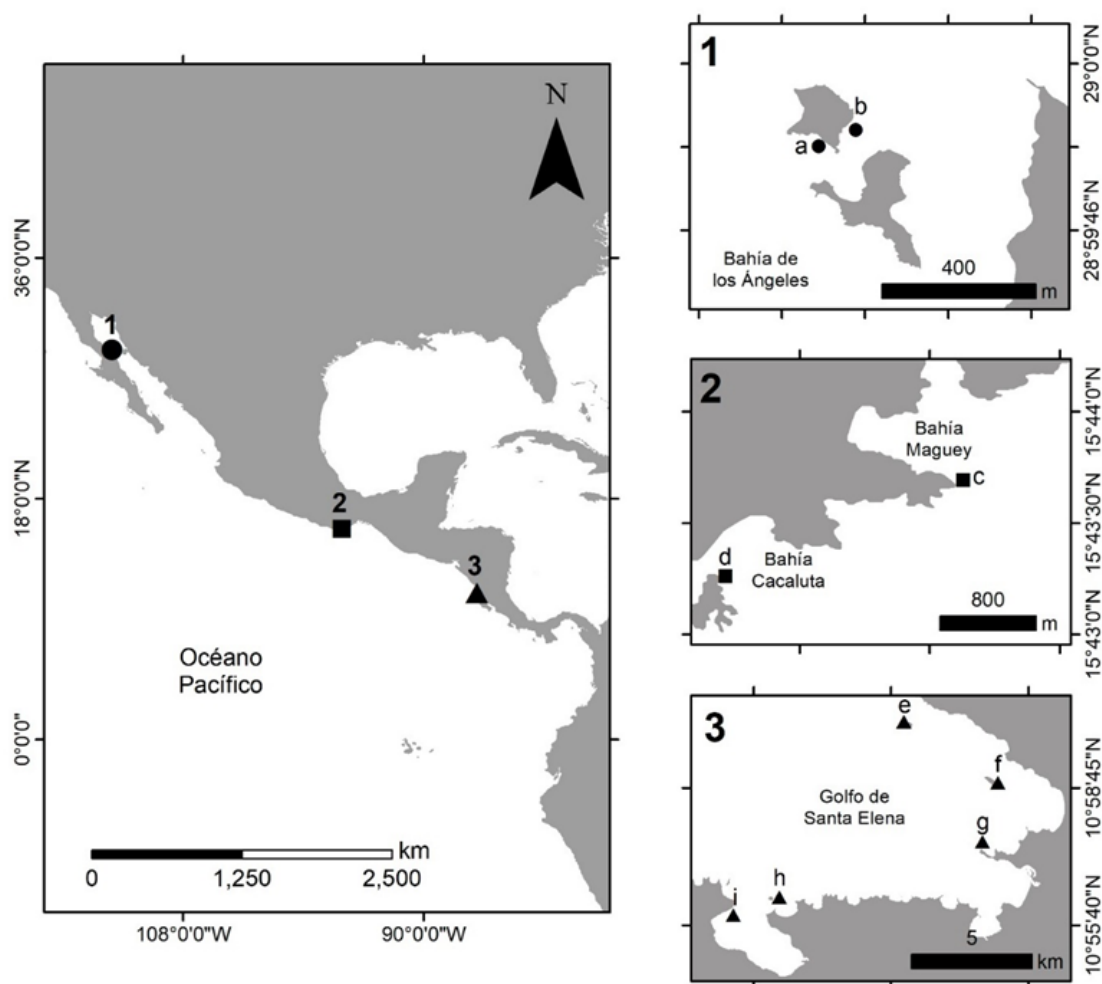 N
36°0'0"N
18°0'0"N
0°0'0"
1
2
3
Océano
Pacífico
km
0
1,250
2,500
108°0'0"W
90°0'0"W
1
b
a
Bahía de
los Ángeles
400
m
29°0'0"N
28°59'46"N
2
Bahía
Maguey
c
d
Bahía
Cacaluta
800
m
15°44'0"N
15°43'30"N
15°43'0"N
3
e
f
Golfo de
Santa Elena
g
h
i
5
km
10°58'45"N
10°55'40"N